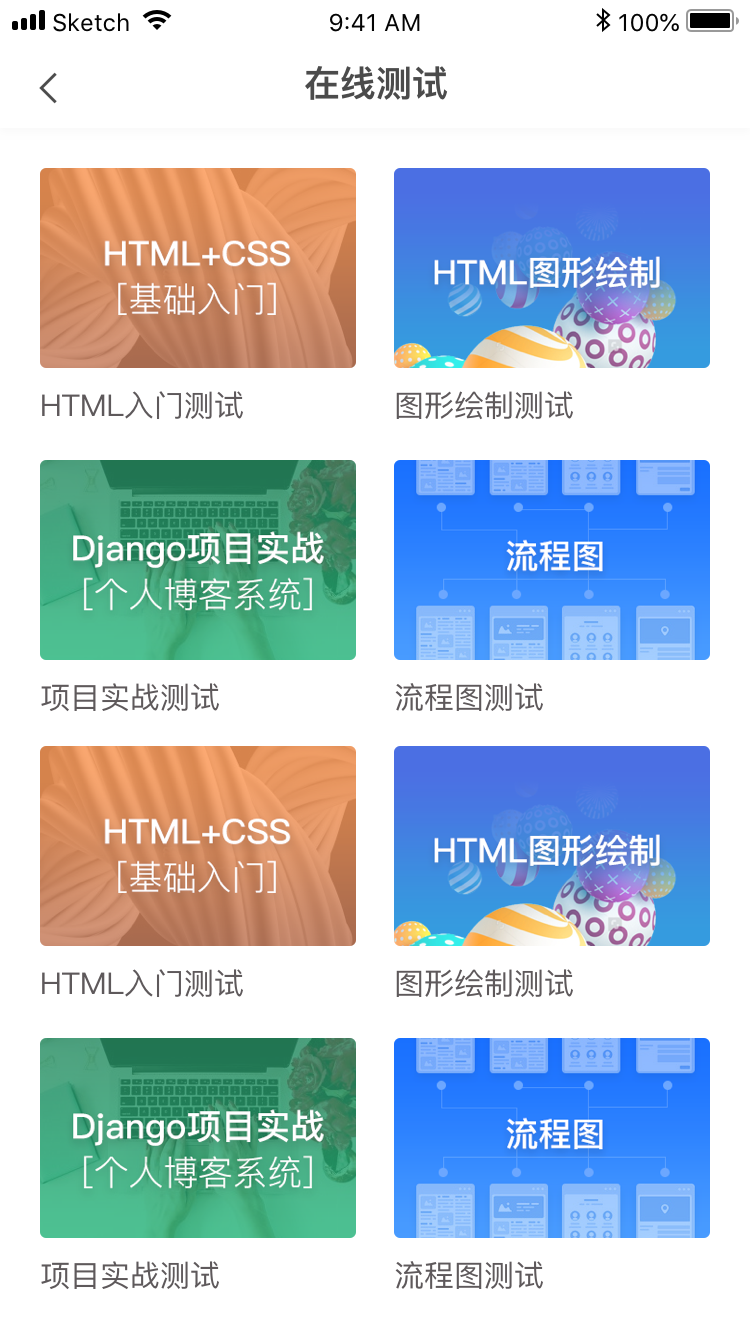 Sketch 9:41 AM 100%
在线测试
HTML+CSS
[基础入门]
HTML图形绘制
HTML入门测试
图形绘制测试
Django项目实战
[个人博客系统]
流程图
项目实战测试
流程图测试
HTML+CSS
[基础入门]
HTML图形绘制
HTML入门测试
图形绘制测试
Django项目实战
[个人博客系统]
流程图
项目实战测试
流程图测试